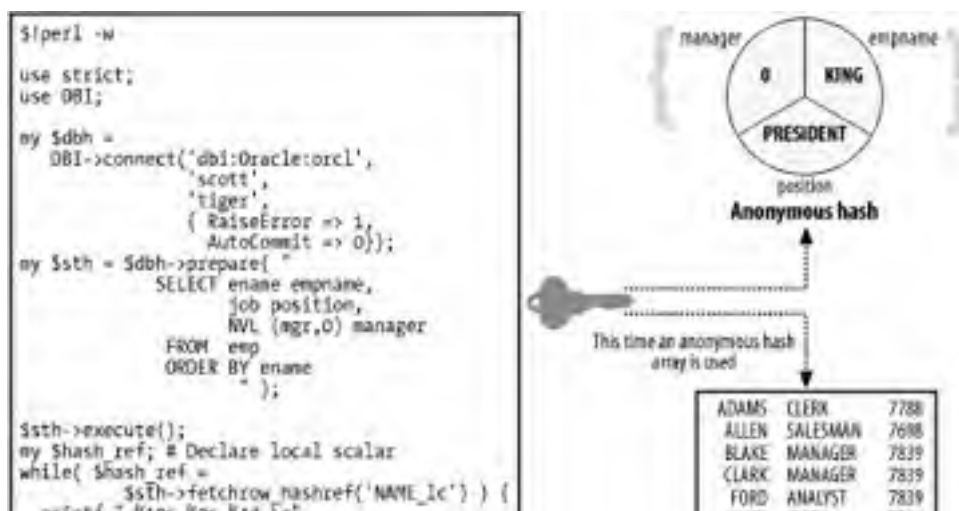 $!perl -w
use strict;
use DBI;
my $dbh =
DBI->connect('dbi:Oracle:orcl',
'scott',
'tiger',
{ RaiseError => 1,
AutoCommit => 0});
my $sth = $dbh->prepare( "
SELECT ename empname,
job position,
NVL (mgr,0) manager
FROM emp
ORDER BY ename
" );
$sth->execute();
my $hash_ref; # Declare local scalar
while( $hash_ref =
$sth->fetchrow_hashref('NAME_lc') ) {
manager
empname
0
KING
PRESIDENT
position
Anonymous hash
This time an anonymous hash
array is used
ADAMS CLERK 7788
ALLEN SALESMAN 7698
BLAKE MANAGER 7839
CLARK MANAGER 7839
FORD ANALYST 7839